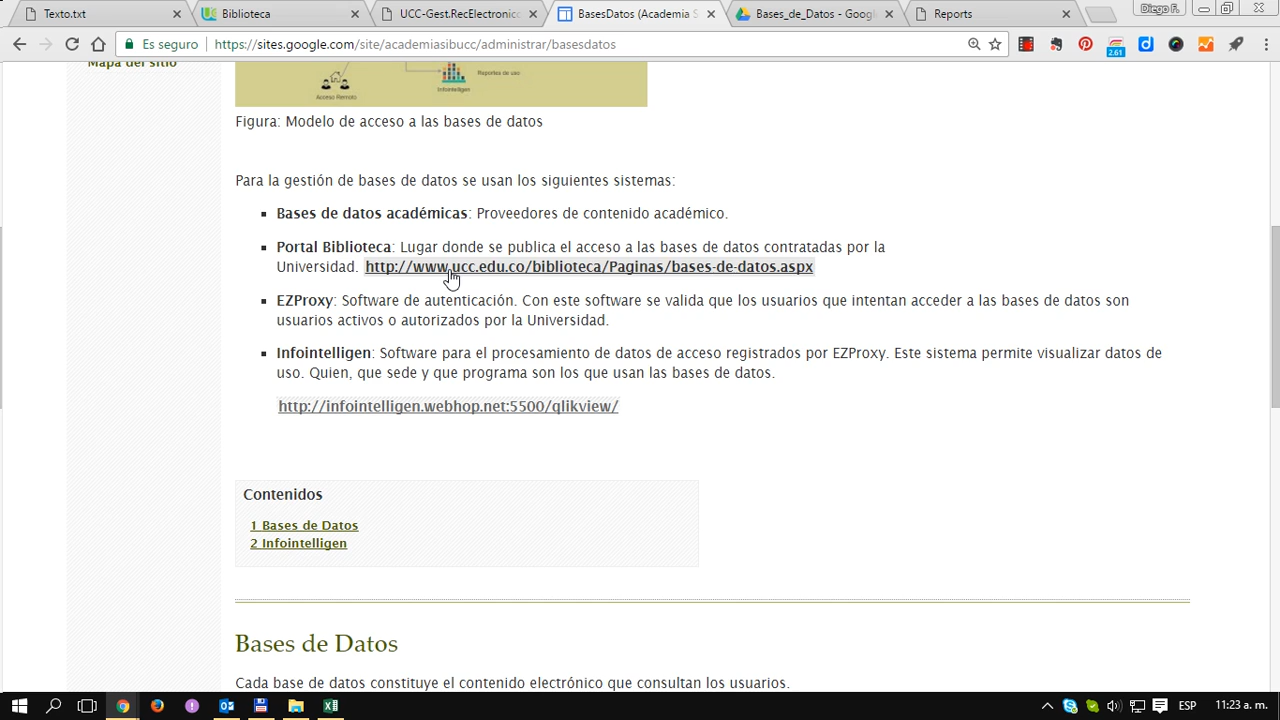 Texto.txt
Biblioteca
UCC-Gest.RecElectronico
BasesDatos (Academia S
Bases_de_Datos - Google
Reports
Diego F.
Es seguro
https://sites.google.com/site/academiasibucc/administrar/basesdatos
2.61
Mapa del sitio
Reportes de uso
Acceso Remoto
Infointelligen
Figura: Modelo de acceso a las bases de datos
Para la gestión de bases de datos se usan los siguientes sistemas:
Bases de datos académicas: Proveedores de contenido académico.
Portal Biblioteca: Lugar donde se publica el acceso a las bases de datos contratadas por la
Universidad. http://www.ucc.edu.co/biblioteca/Paginas/bases-de-datos.aspx
EZProxy: Software de autenticación. Con este software se valida que los usuarios que intentan acceder a las bases de datos son
usuarios activos o autorizados por la Universidad.
Infointelligen: Software para el procesamiento de datos de acceso registrados por EZProxy. Este sistema permite visualizar datos de
uso. Quien, que sede y que programa son los que usan las bases de datos.
http://infointelligen.webhop.net:5500/qlikview/
Contenidos
1 Bases de Datos
2 Infointelligen
Bases de Datos
Cada base de datos constituye el contenido electrónico que consultan los usuarios.
ESP
11:23 a. m.